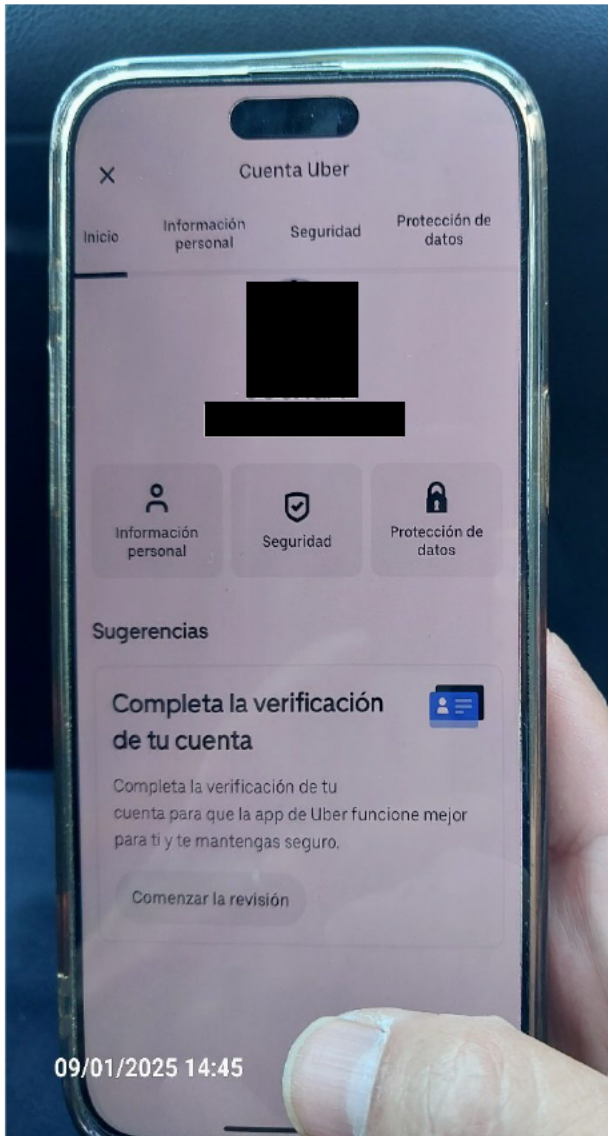 Cuenta Uber
Inicio
Información
personal
Seguridad
Protección de
datos
Información
personal
Seguridad
Protección de
datos
Sugerencias
Completa la verificación
de tu cuenta
Completa la verificación de tu
cuenta para que la app de Uber funcione mejor
para ti y te mantengas seguro.
Comenzar la revisión
09/01/2025 14:45